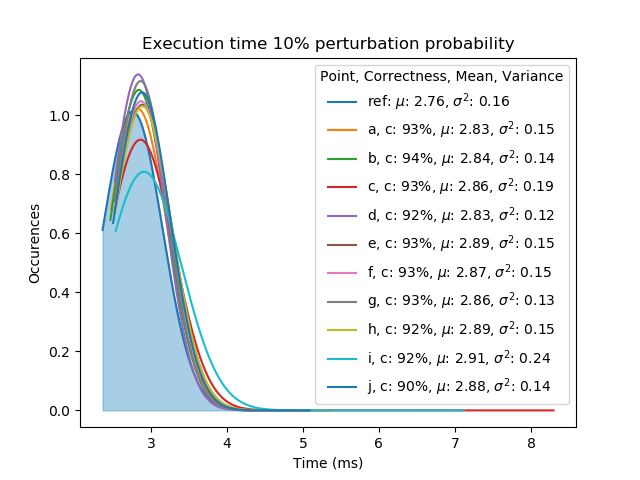 Execution time 10% perturbation probability
Point, Correctness, Mean, Variance
ref: μ: 2.76, σ²: 0.16
a, c: 93%, μ: 2.83, σ²: 0.15
b, c: 94%, μ: 2.84, σ²: 0.14
c, c: 93%, μ: 2.86, σ²: 0.19
d, c: 92%, μ: 2.83, σ²: 0.12
e, c: 93%, μ: 2.89, σ²: 0.15
f, c: 93%, μ: 2.87, σ²: 0.15
g, c: 93%, μ: 2.86, σ²: 0.13
h, c: 92%, μ: 2.89, σ²: 0.15
i, c: 92%, μ: 2.91, σ²: 0.24
j, c: 90%, μ: 2.88, σ²: 0.14
Occurences
1.0
0.8
0.6
0.4
0.2
0.0
3 4 5 6 7 8
Time (ms)